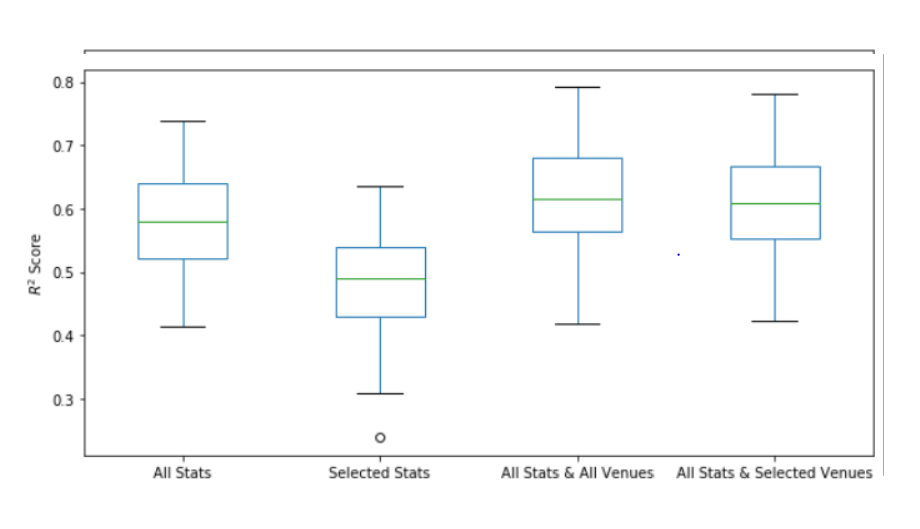 0.8
0.7
0.6
0.5
0.4
0.3
R² Score
All Stats
Selected Stats
All Stats & All Venues
All Stats & Selected Venues